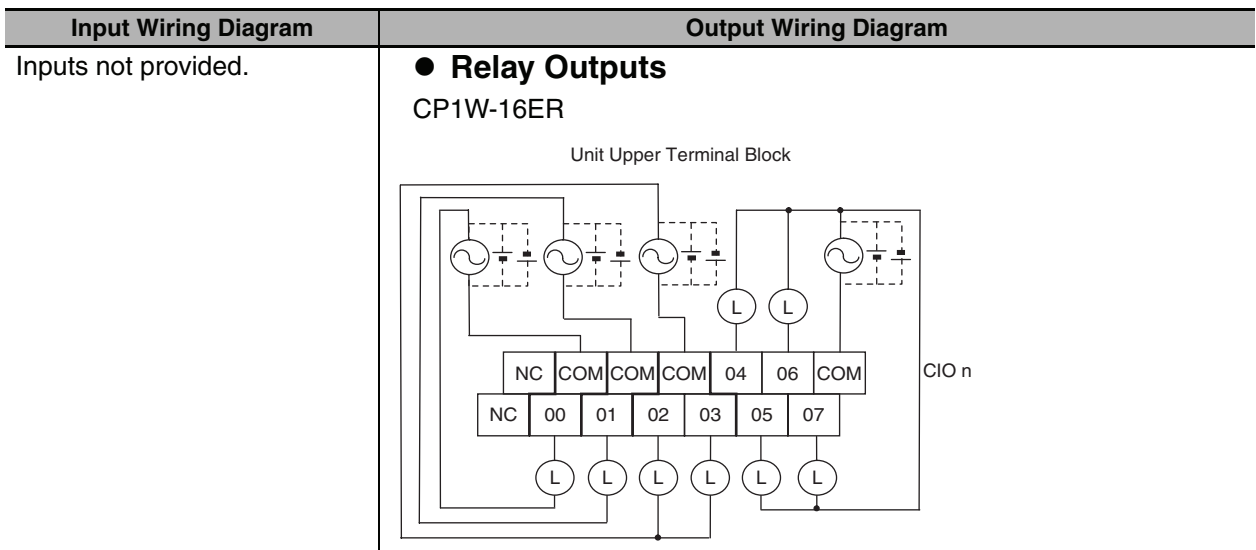 Input Wiring Diagram
Output Wiring Diagram
Inputs not provided.
● Relay Outputs
CP1W-16ER
Unit Upper Terminal Block
L L
NC COM COM COM 04 06 COM
CIO n
NC 00 01 02 03 05 07
L L L L L L